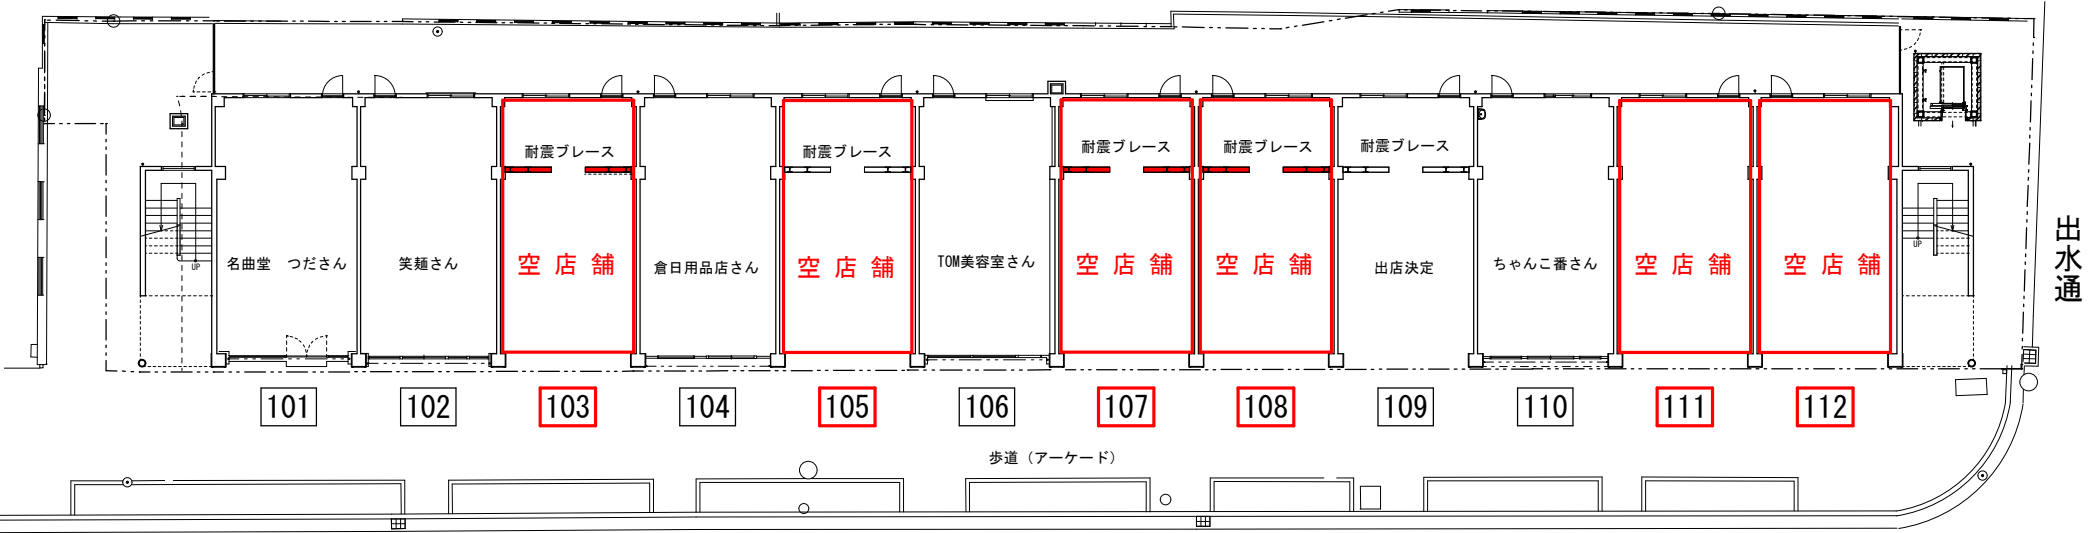 耐震ブレース
耐震ブレース
耐震ブレース
耐震ブレース
耐震ブレース
UP
名曲堂　つださん
笑麺さん
空店舗
倉日用品店さん
空店舗
TOM美容室さん
空店舗
空店舗
出店決定
ちゃんこ番さん
空店舗
空店舗
UP
出水通
101
102
103
104
105
106
107
108
109
110
111
112
歩道（アーケード）